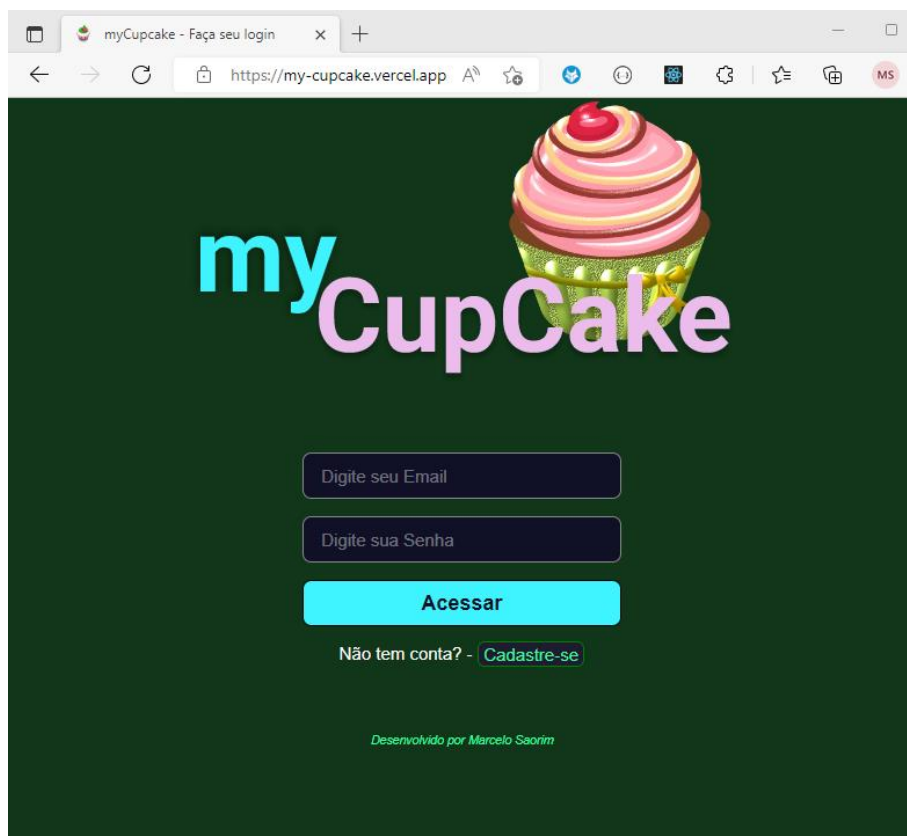 myCupcake - Faça seu login
https://my-cupcake.vercel.app
MS
my
CupCake
Digite seu Email
Digite sua Senha
Acessar
Não tem conta? - Cadastre-se
Desenvolvido por Marcelo Saorim